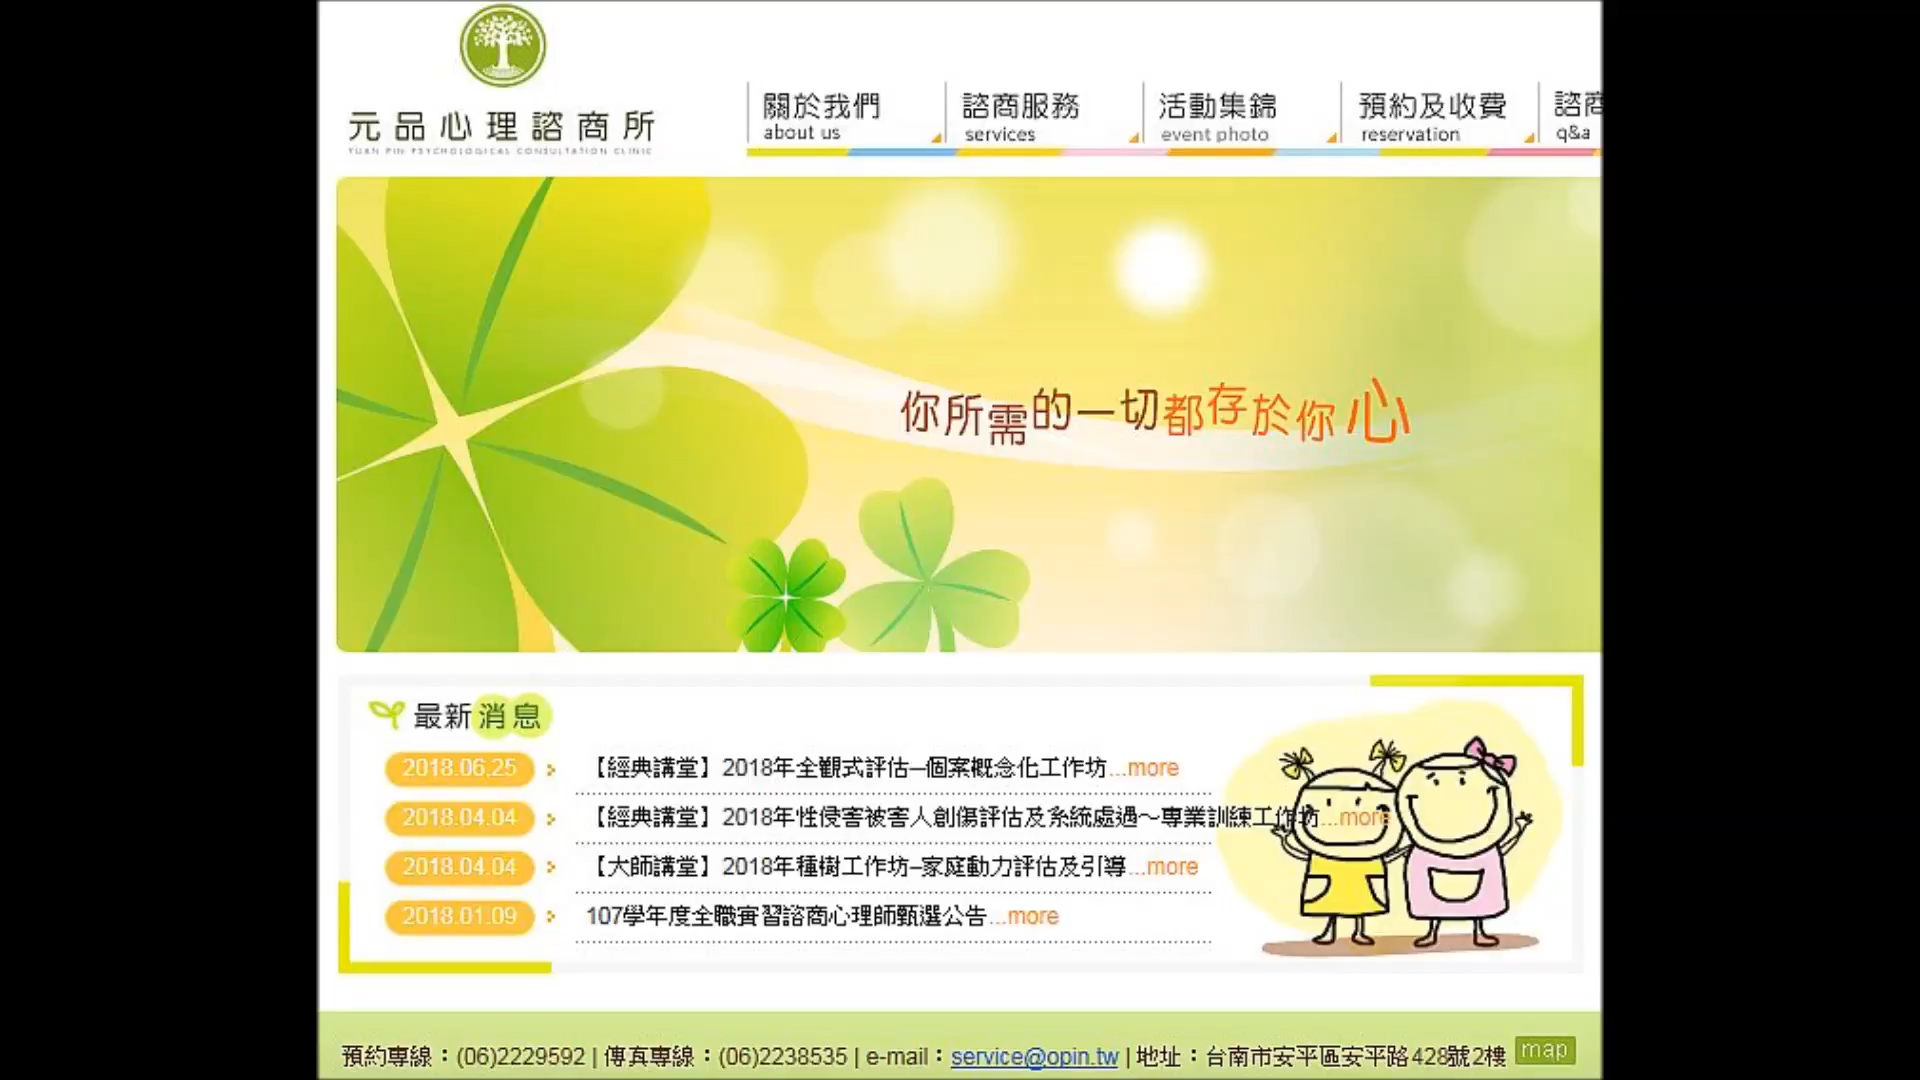 元品心理諮商所
YUAN PIN PSYCHOLOGICAL CONSULTATION CLINIC
關於我們
about us
諮商服務
services
活動集錦
event photo
預約及收費
reservation
諮商
q&a
你所需的一切都存於你心
最新消息
2018.06.25 【經典講堂】2018年全觀式評估─個案概念化工作坊...more
2018.04.04 【經典講堂】2018年性侵害被害人創傷評估及系統處遇～專業訓練工作坊...more
2018.04.04 【大師講堂】2018年種樹工作坊─家庭動力評估及引導...more
2018.01.09 107學年度全職實習諮商心理師甄選公告...more
預約專線：(06)2229592 | 傳真專線：(06)2238535 | e-mail：service@opin.tw | 地址：台南市安平區安平路428號2樓 map